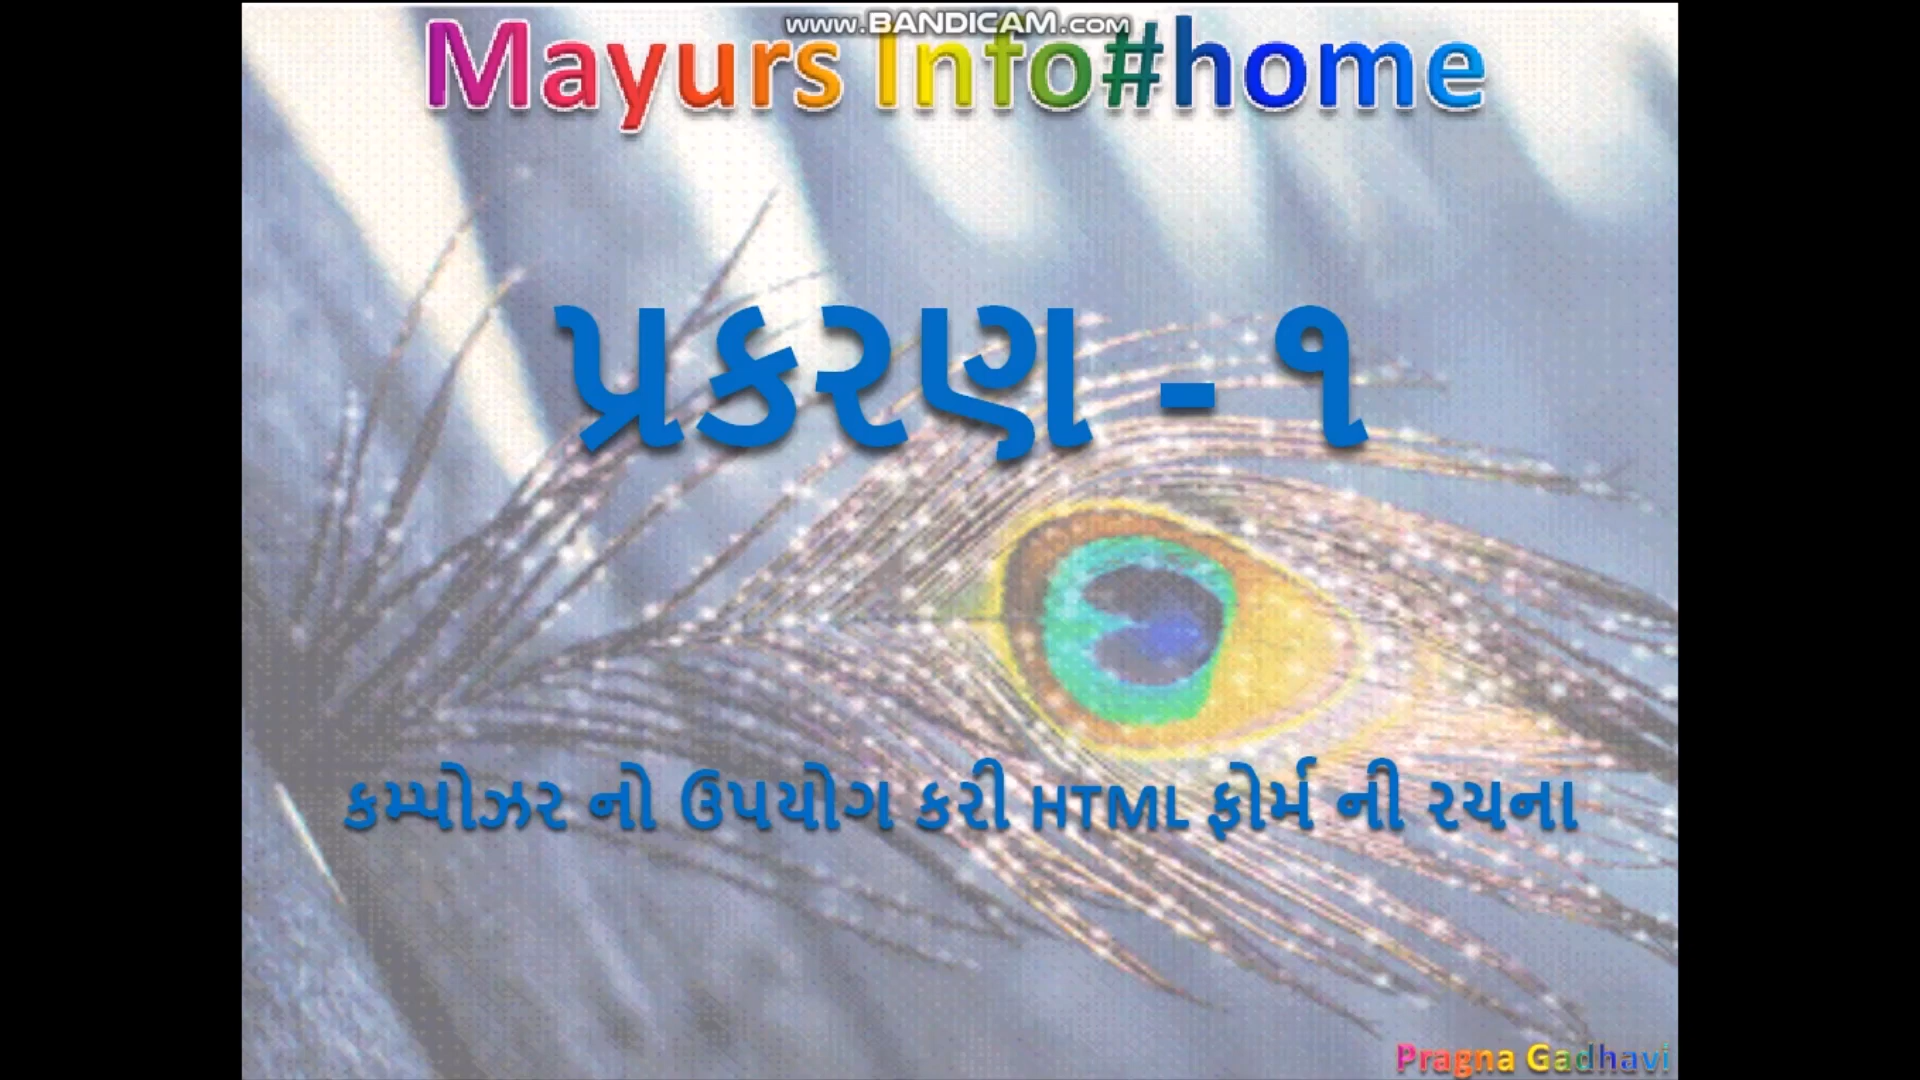 www.BANDICAM.com
Mayurs Info#home
પ્રકરણ - ૧
કમ્પોઝર નો ઉપયોગ કરી HTML ફોર્મ ની રચના
Pragna Gadhavi